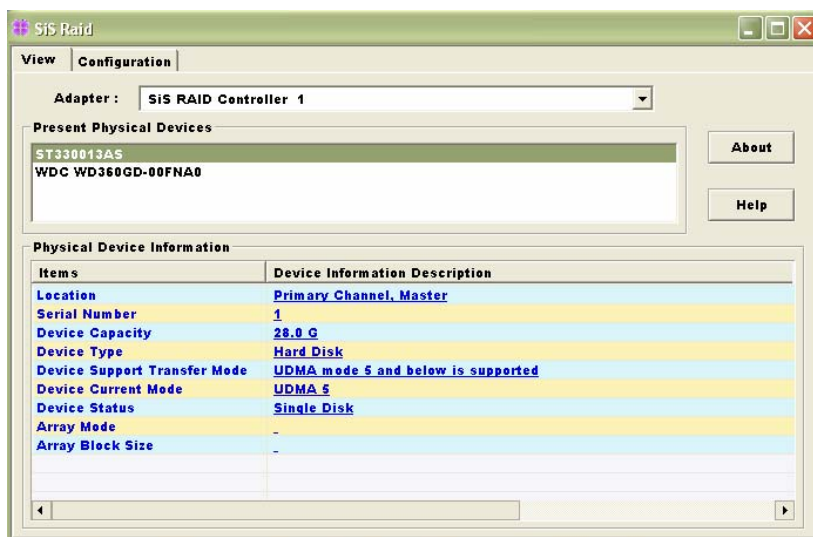 SiS Raid
View Configuration
Adapter : SiS RAID Controller 1
Present Physical Devices
ST330013AS
WDC WD360GD-00FNA0
About
Help
Physical Device Information
Items Device Information Description
Location Primary Channel, Master
Serial Number 1
Device Capacity 28.0 G
Device Type Hard Disk
Device Support Transfer Mode UDMA mode 5 and below is supported
Device Current Mode UDMA 5
Device Status Single Disk
Array Mode -
Array Block Size -